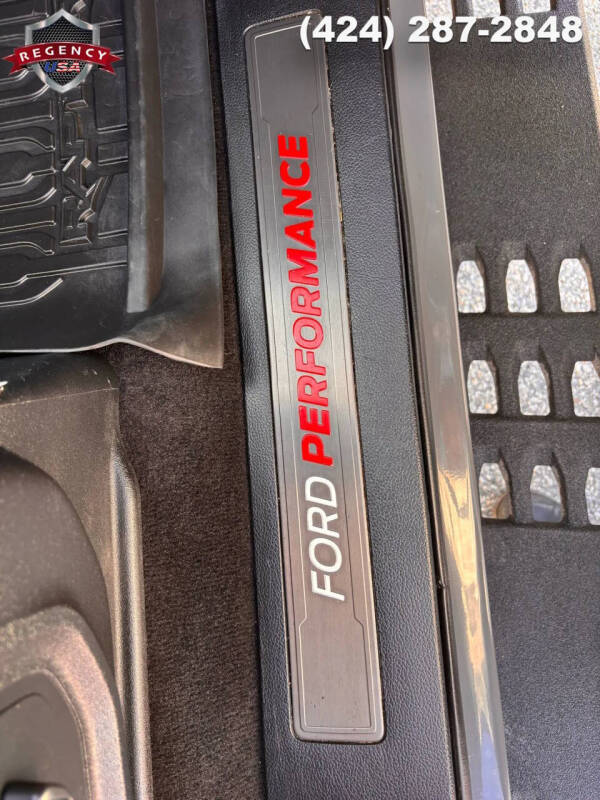 REGENCY
USA
(424) 287-2848
FORD PERFORMANCE